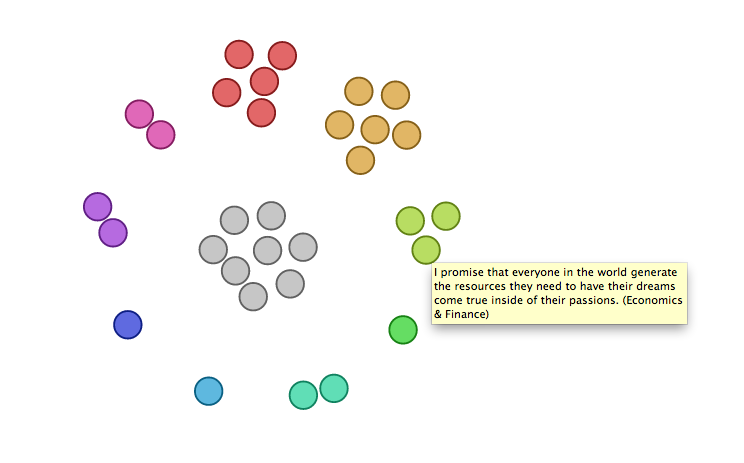 I promise that everyone in the world generate
the resources they need to have their dreams
come true inside of their passions. (Economics
& Finance)